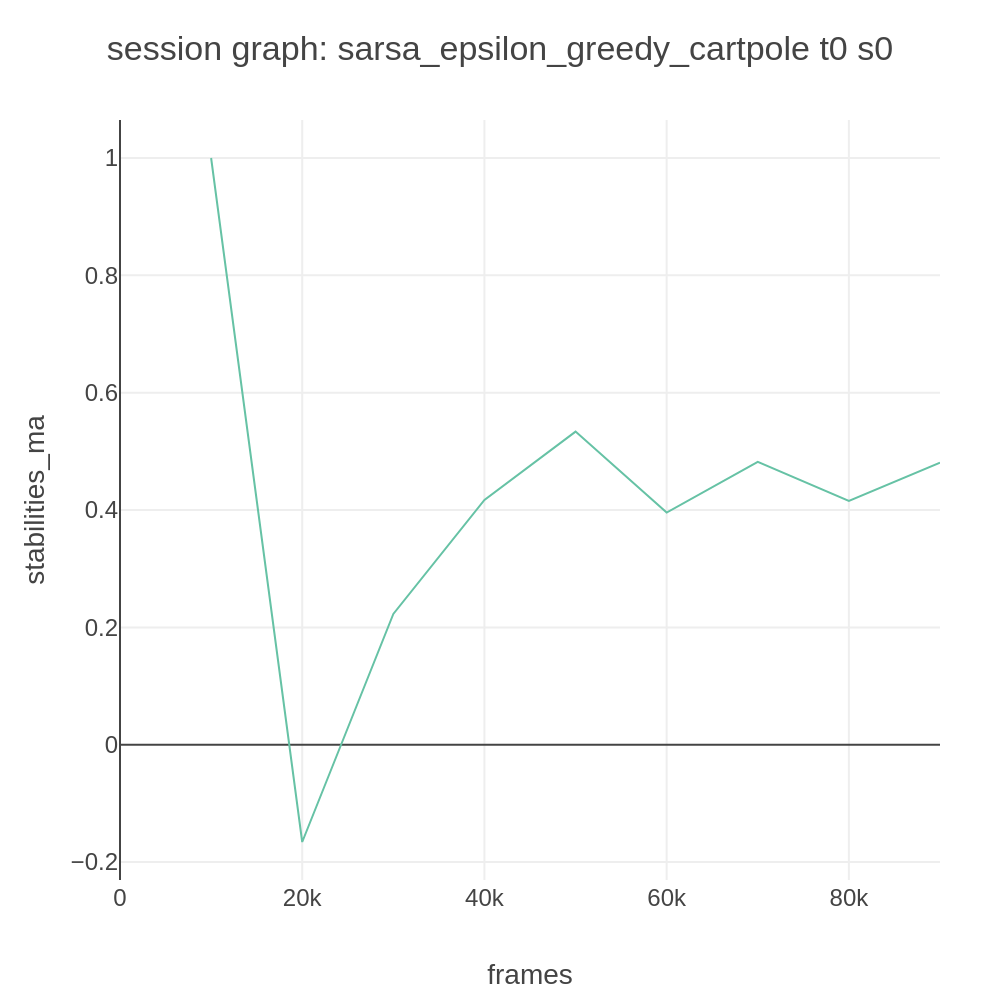 session graph: sarsa_epsilon_greedy_cartpole t0 s0
stabilities_ma
1
0.8
0.6
0.4
0.2
0
−0.2
0
20k
40k
60k
80k
frames